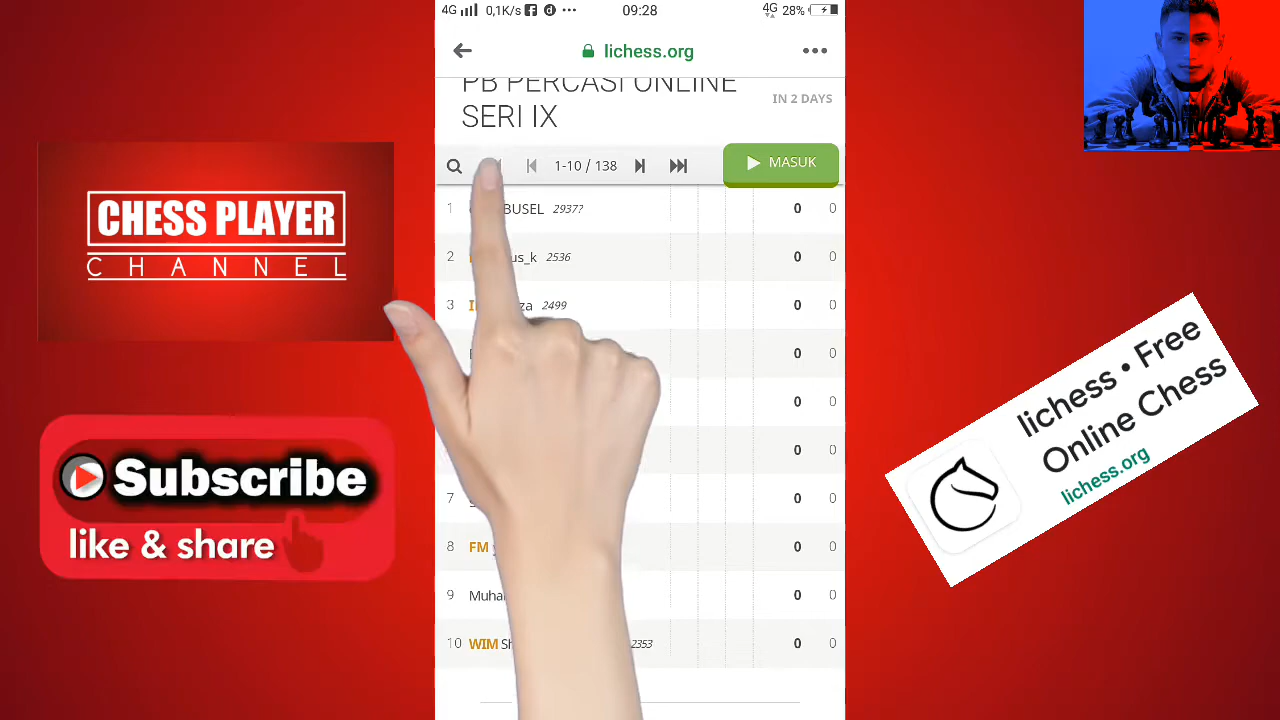 4G 0,1K/s 09:28 4G 28%
lichess.org
PB PERCASI ONLINE
SERI IX
IN 2 DAYS
1-10 / 138
MASUK
1 BUSEL 2937? 0 0
2 us_k 2536 0 0
3 za 2499 0 0
0 0
0 0
0 0
7 0 0
8 FM 0 0
9 0 0
10 WIM 2353 0 0
CHESS PLAYER
CHANNEL
Subscribe
like & share
lichess • Free
Online Chess
lichess.org